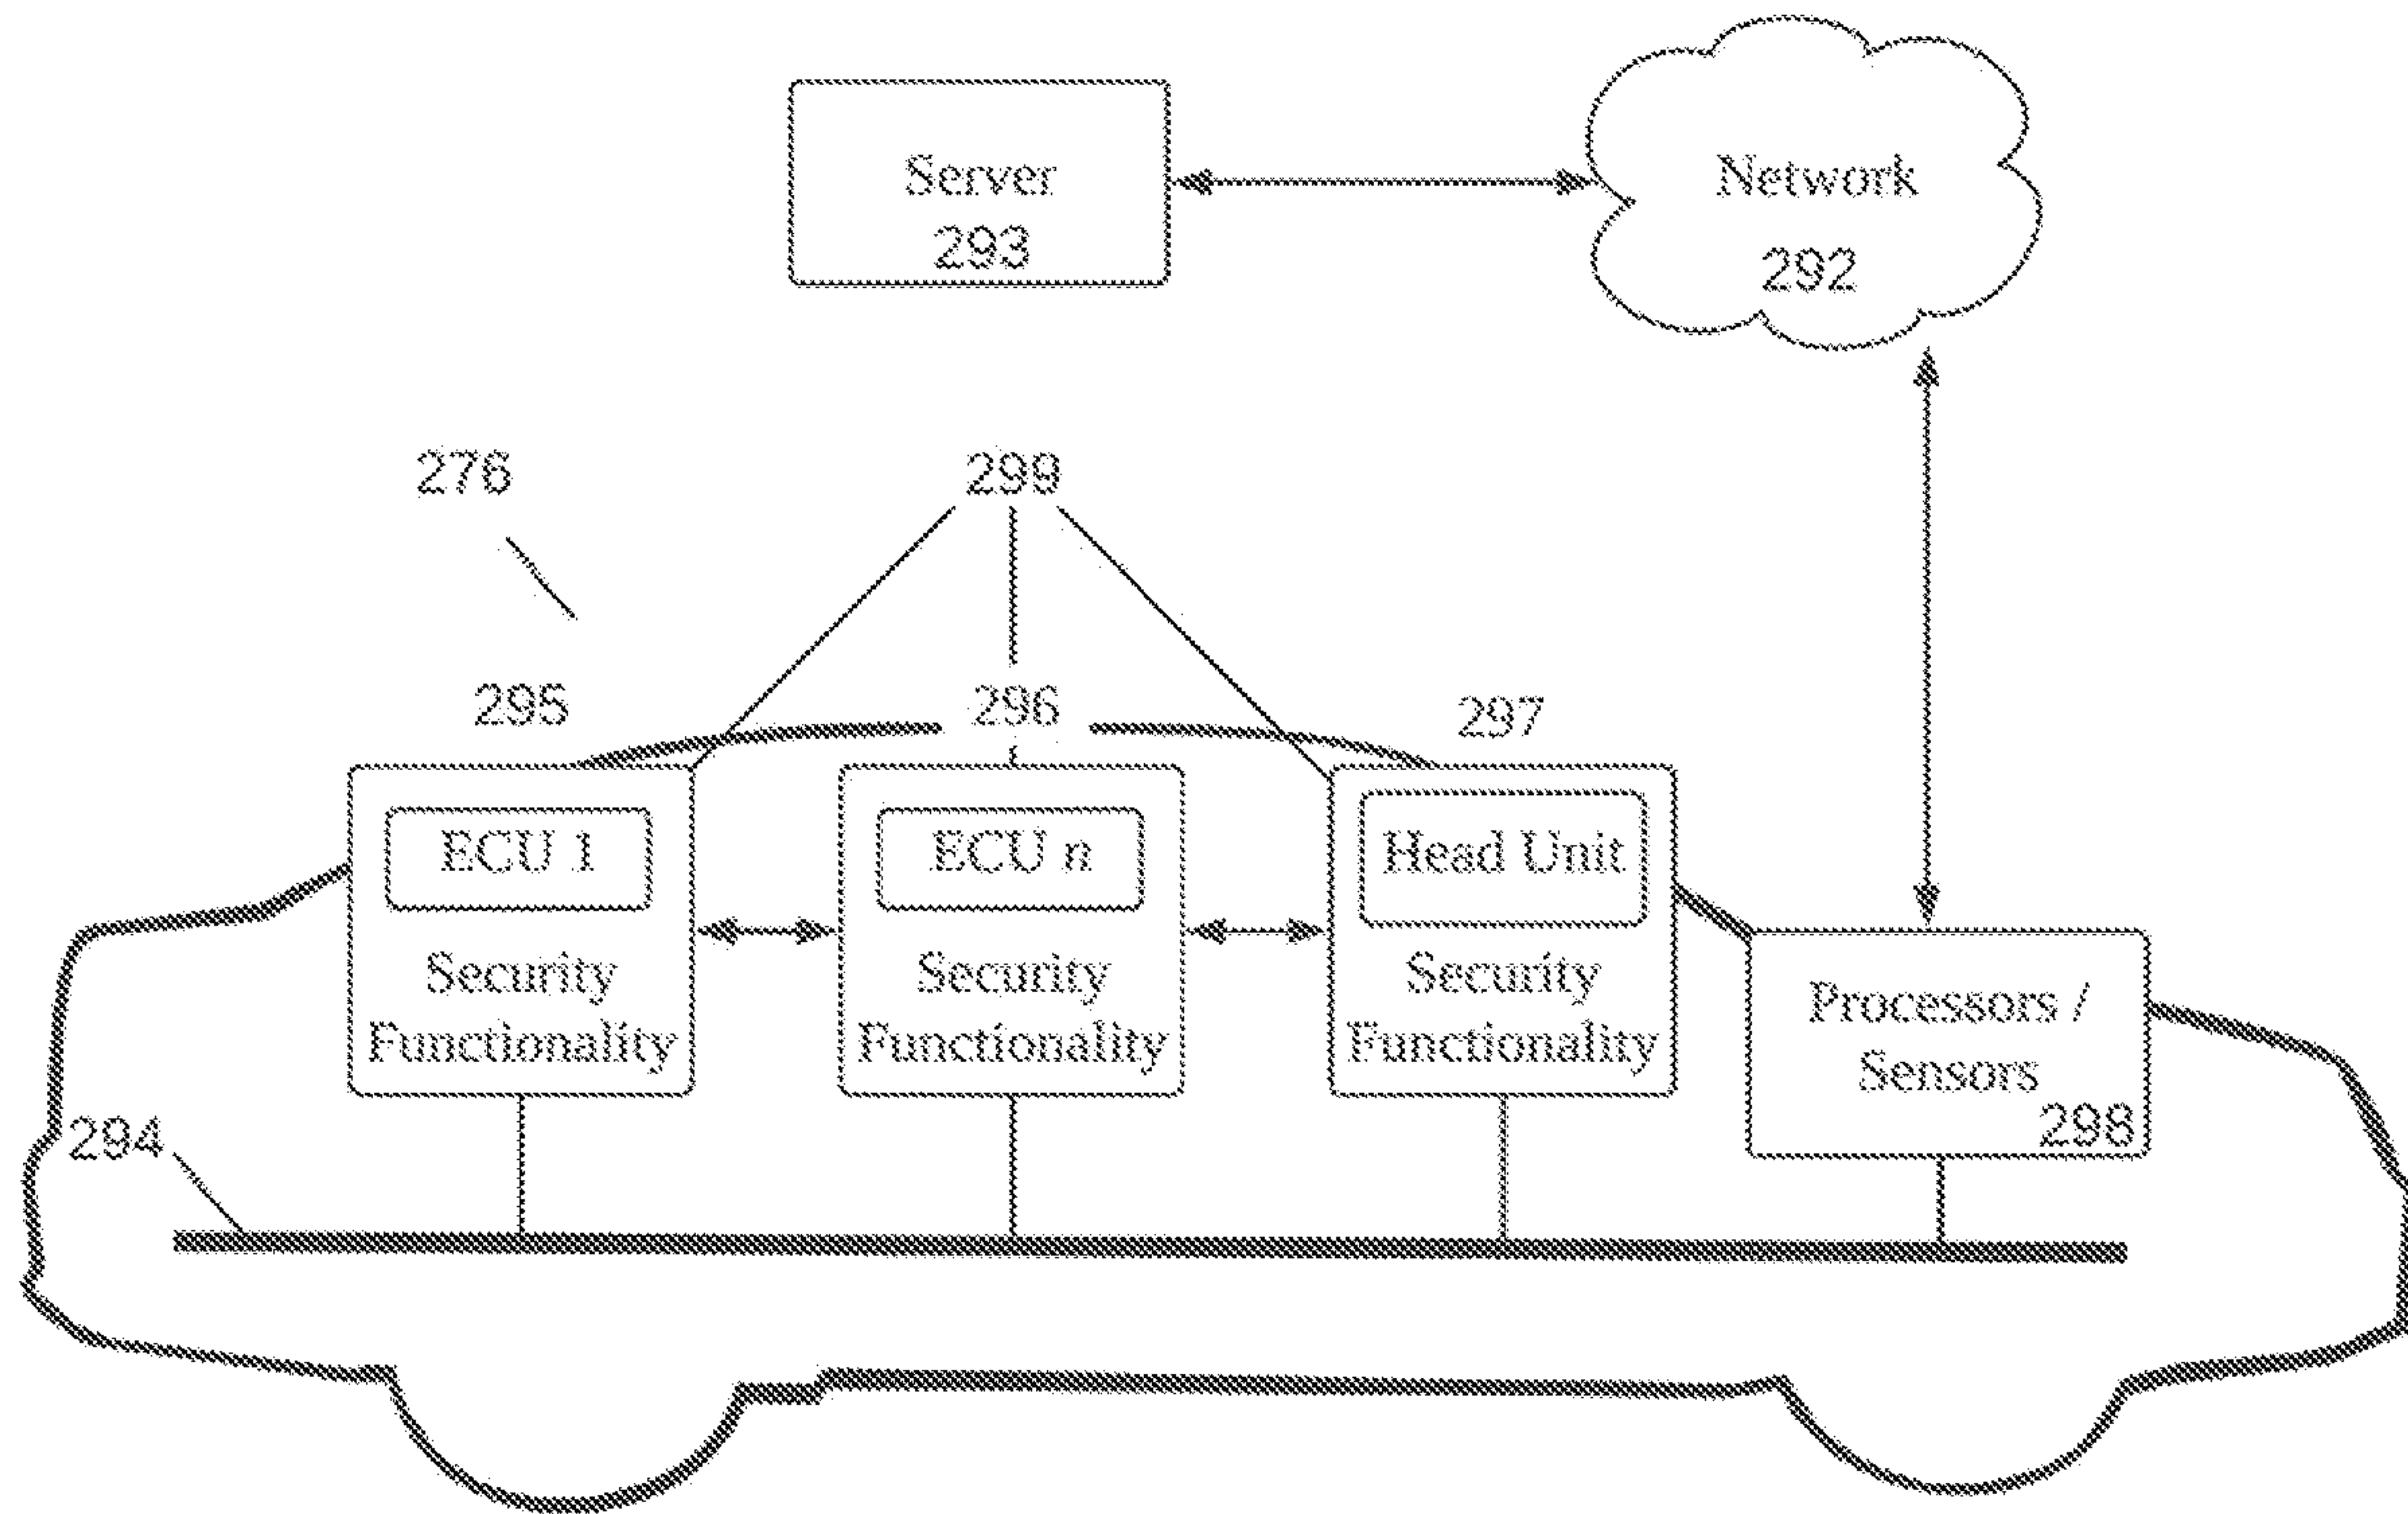 Server
293
Network
292
276
299
295
296
297
ECU 1
Security
Functionality
ECU n
Security
Functionality
Head Unit
Security
Functionality
Processors /
Sensors
298
294